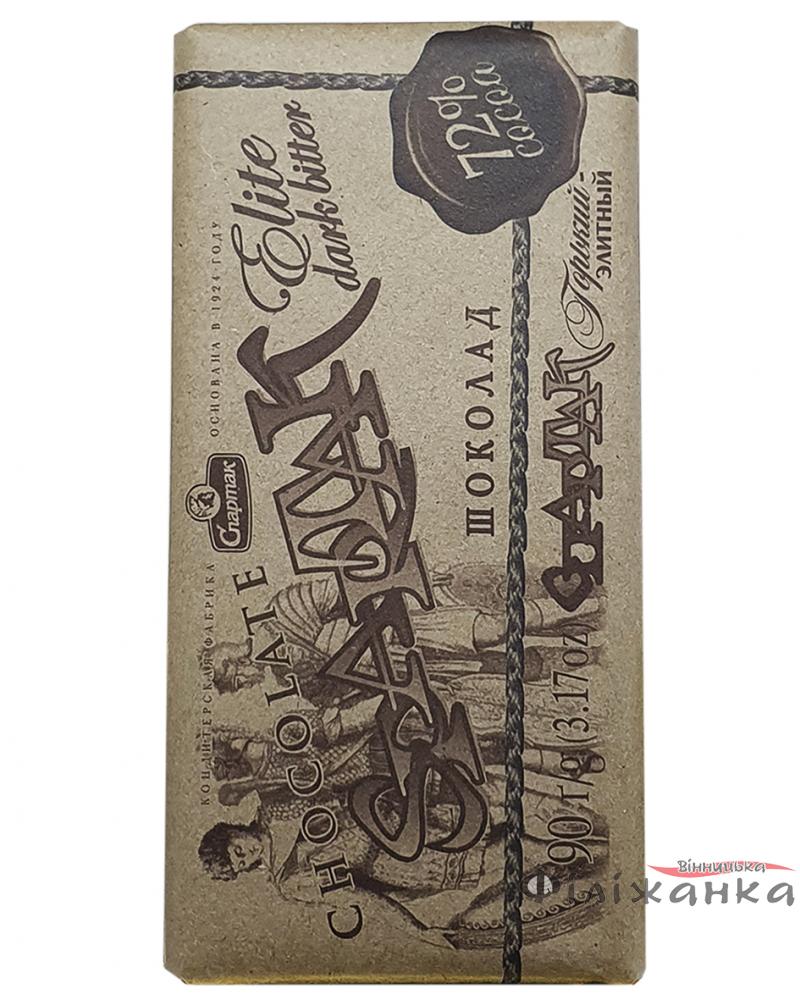 КОНДИТЕРСКАЯ ФАБРИКА
Спартак
ОСНОВАНА В 1924 ГОДУ
CHOCOLATE
SPARTAK
Elite
dark bitter
ШОКОЛАД
72%
cocoa
90 г/g (3.17oz)
СПАРТАК
Горький-
ЭЛИТНЫЙ
Вінницька
Філіжанка